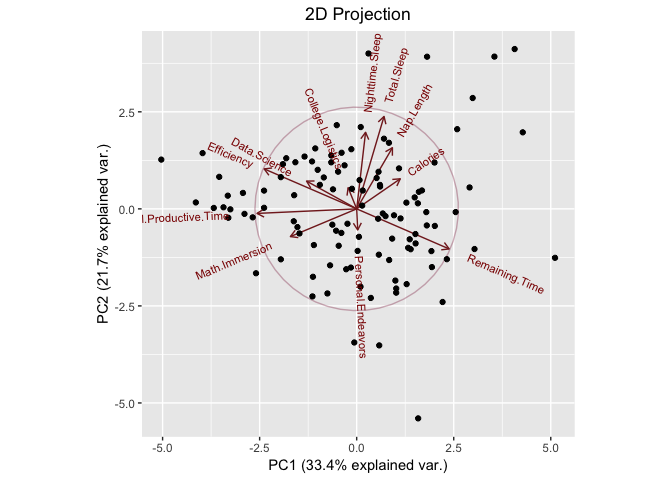 2D Projection
Nighttime.Sleep
Total.Sleep
Nap.Length
College.Logistics
Calories
Data.Science
Efficiency
l.Productive.Time
Math.Immersion
Personal.Endeavors
Remaining.Time
2.5
0.0
-2.5
-5.0
PC2 (21.7% explained var.)
-5.0
-2.5
0.0
2.5
5.0
PC1 (33.4% explained var.)